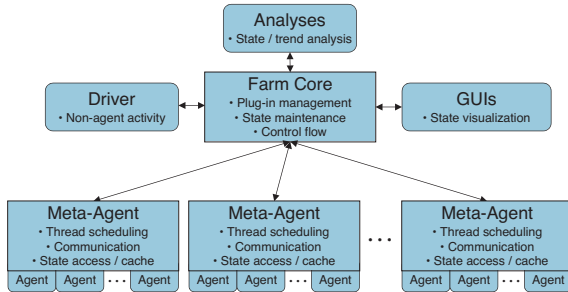 Analyses
• State / trend analysis
Farm Core
• Plug-in management
• State maintenance
• Control flow
Driver
• Non-agent activity
GUIs
• State visualization
Meta-Agent
• Thread scheduling
• Communication
• State access / cache
Agent Agent ••• Agent
Meta-Agent
• Thread scheduling
• Communication
• State access / cache
Agent Agent ••• Agent
•••
Meta-Agent
• Thread scheduling
• Communication
• State access / cache
Agent Agent ••• Agent